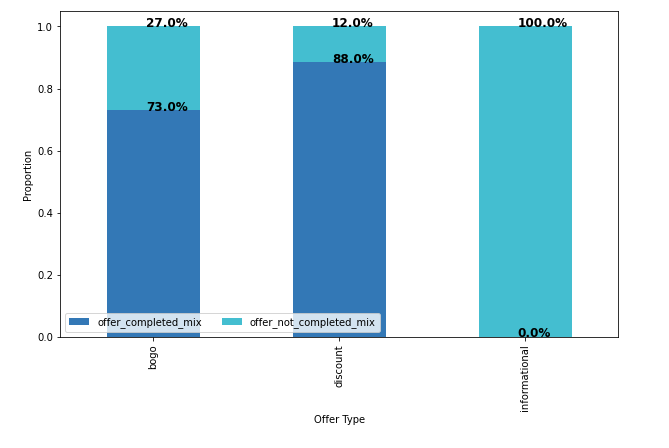 27.0%
12.0%
100.0%
1.0
88.0%
0.8
73.0%
0.6
Proportion
0.4
0.2
offer_completed_mix
offer_not_completed_mix
0.0%
0.0
bogo
discount
informational
Offer Type